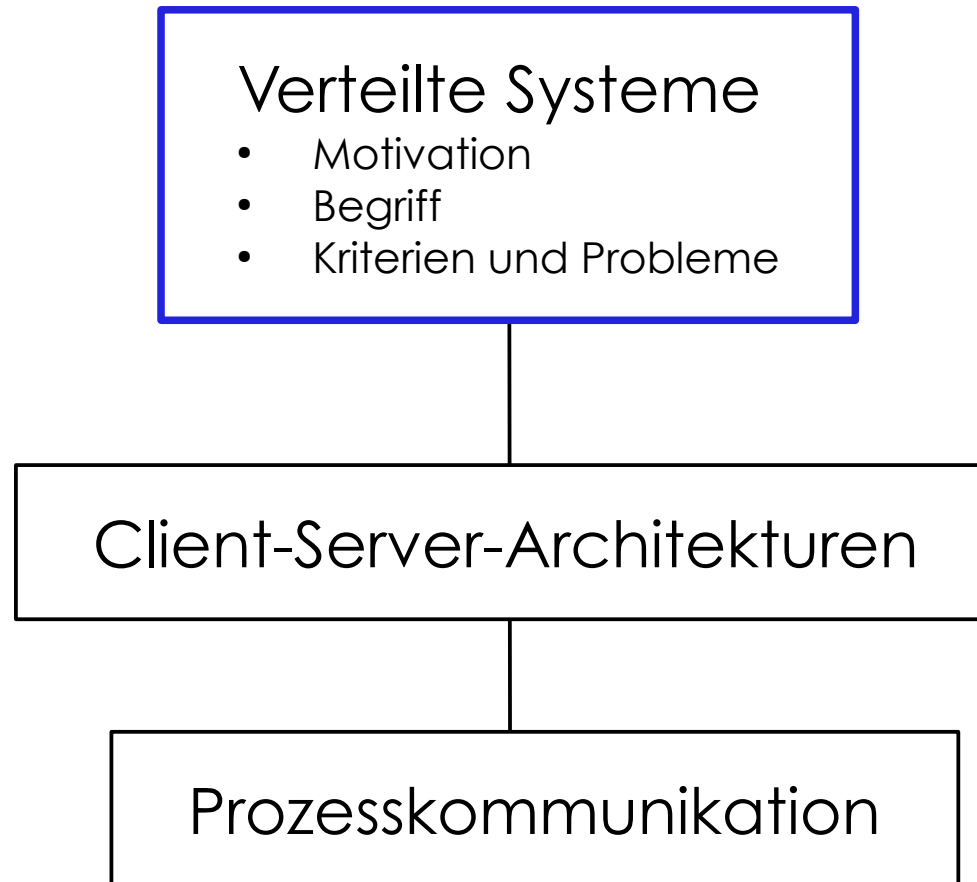 Verteilte Systeme
• Motivation
• Begriff
• Kriterien und Probleme
Client-Server-Architekturen
Prozesskommunikation